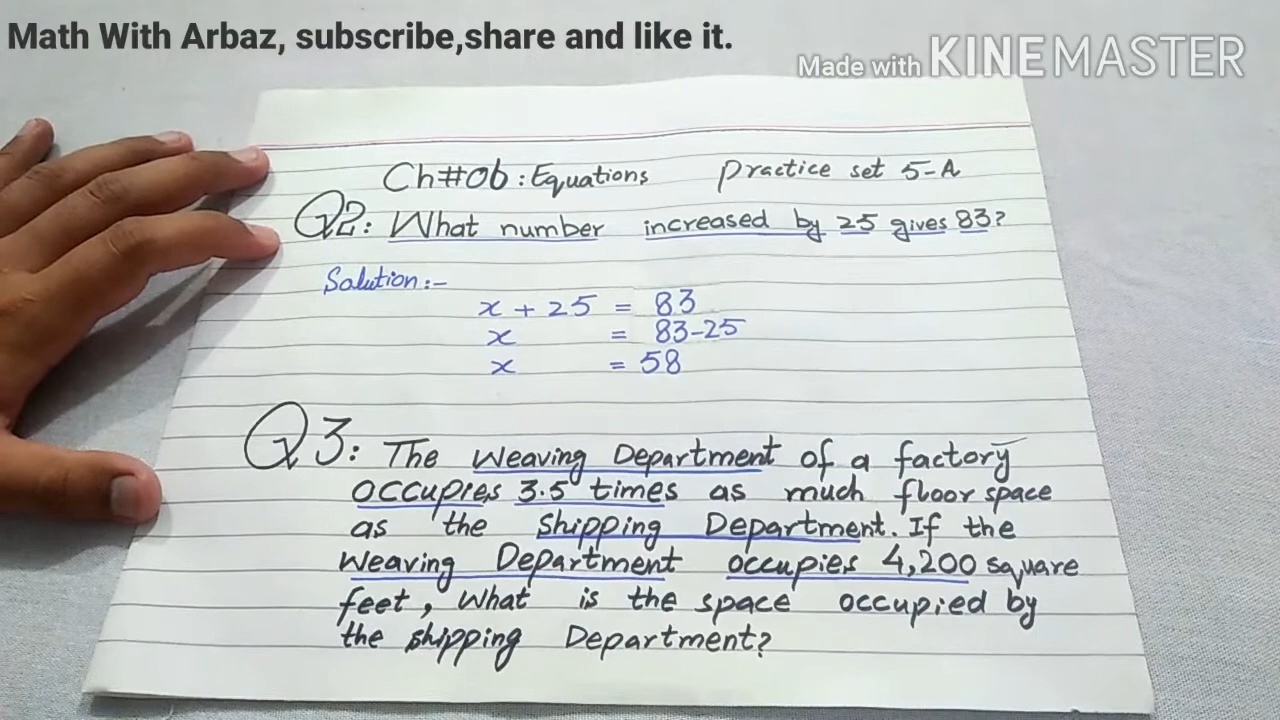 Math With Arbaz, subscribe,share and like it.
Made with KINEMASTER
Ch#06: Equations Practice set 5-A
Q2: What number increased by 25 gives 83?
Solution:-
x + 25 = 83
x = 83-25
x = 58
Q3: The Weaving Department of a factory
occupies 3.5 times as much floor space
as the Shipping Department. If the
Weaving Department occupies 4,200 square
feet, What is the space occupied by
the shipping Department?